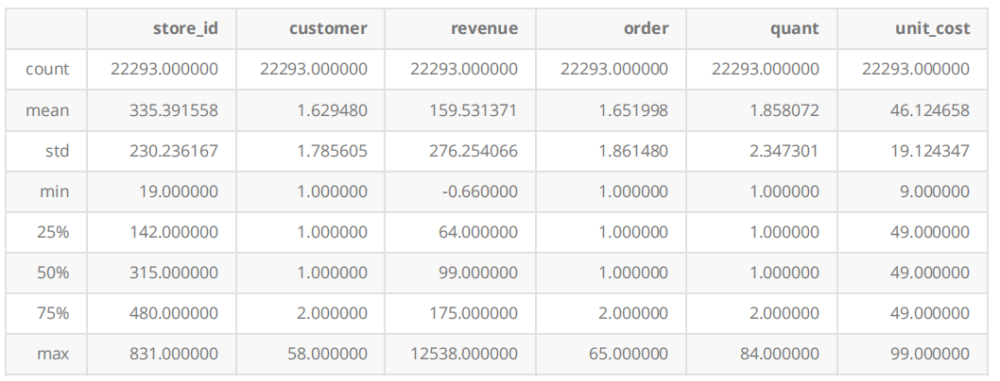 store_id customer revenue order quant unit_cost
count 22293.000000 22293.000000 22293.000000 22293.000000 22293.000000 22293.000000
mean 335.391558 1.629480 159.531371 1.651998 1.858072 46.124658
std 230.236167 1.785605 276.254066 1.861480 2.347301 19.124347
min 19.000000 1.000000 -0.660000 1.000000 1.000000 9.000000
25% 142.000000 1.000000 64.000000 1.000000 1.000000 49.000000
50% 315.000000 1.000000 99.000000 1.000000 1.000000 49.000000
75% 480.000000 2.000000 175.000000 2.000000 2.000000 49.000000
max 831.000000 58.000000 12538.000000 65.000000 84.000000 99.000000